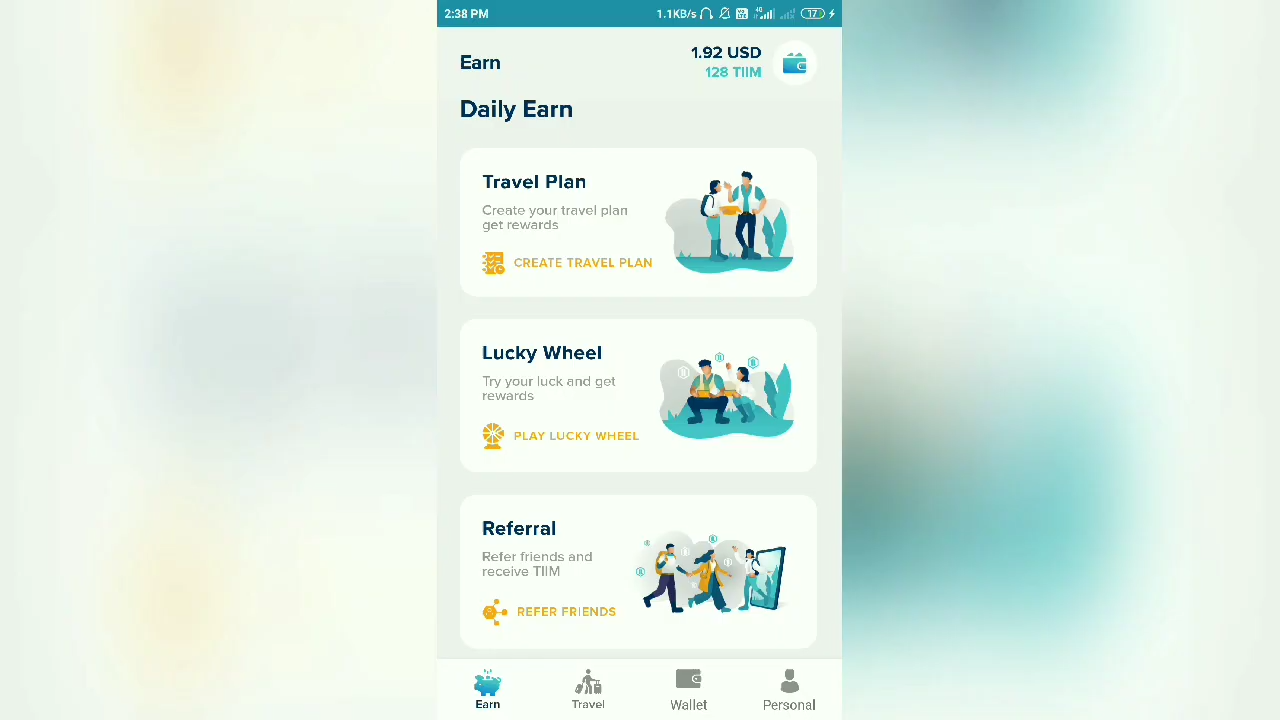 2:38 PM
1.1KB/s
4G
17
Earn
1.92 USD
128 TIIM
Daily Earn
Travel Plan
Create your travel plan
get rewards
CREATE TRAVEL PLAN
Lucky Wheel
Try your luck and get
rewards
PLAY LUCKY WHEEL
Referral
Refer friends and
receive TIIM
REFER FRIENDS
Earn
Travel
Wallet
Personal